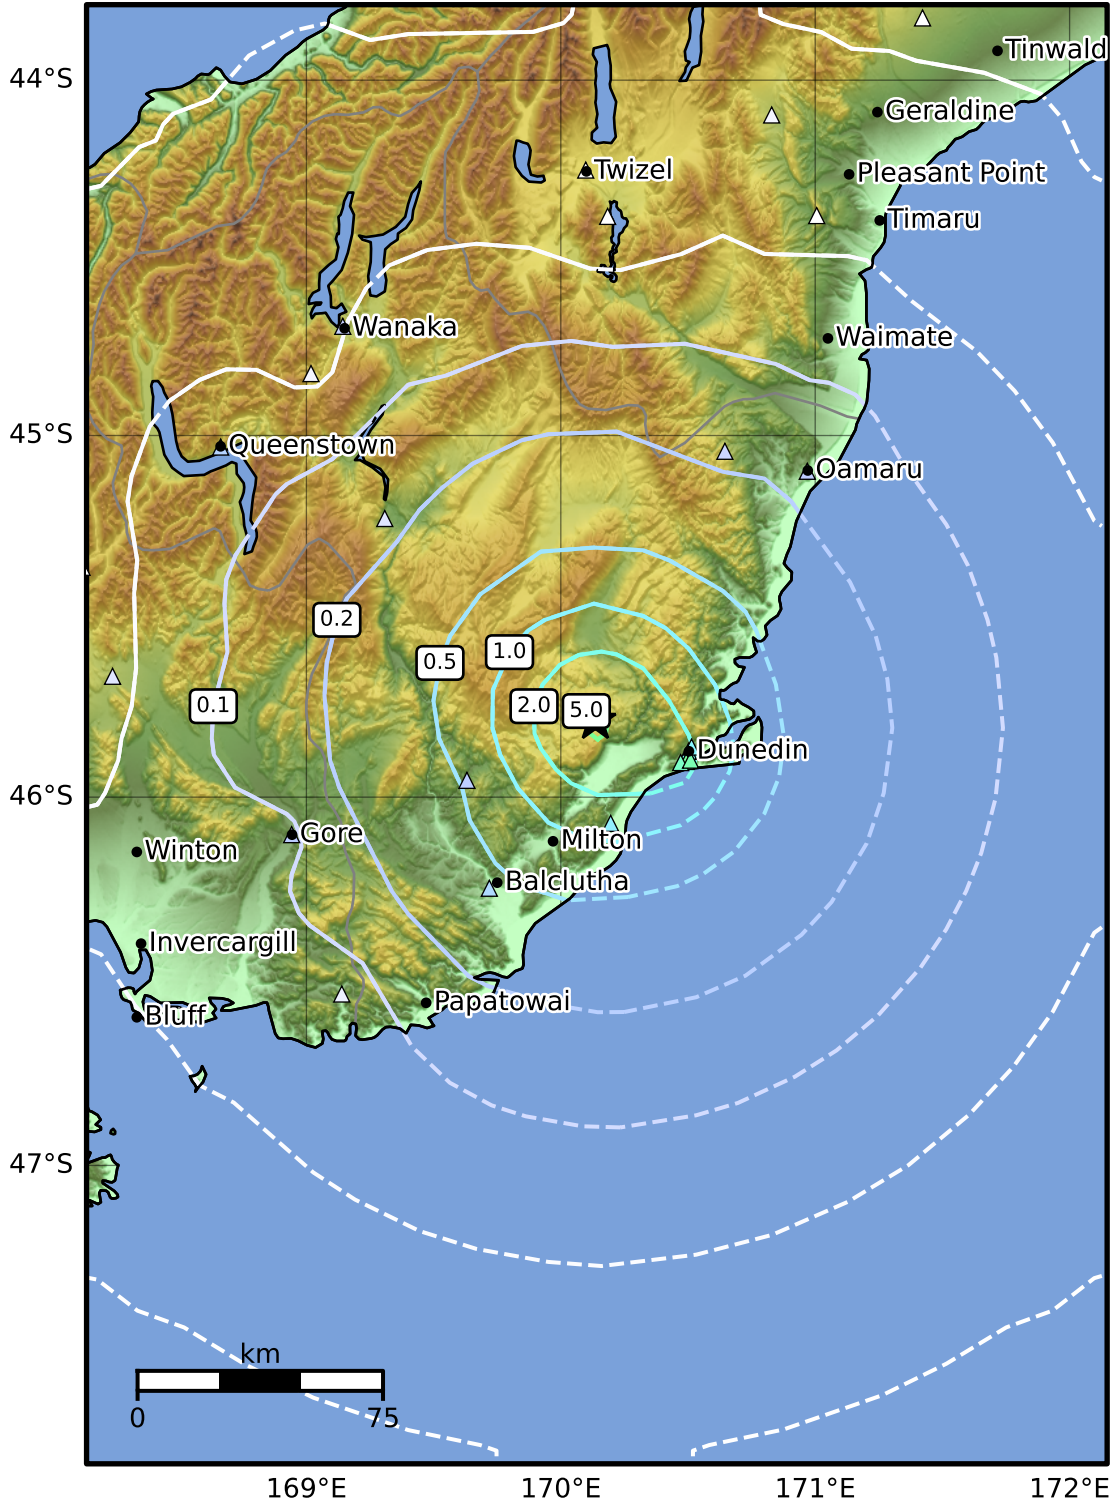 Tinwald
44°S
Geraldine
Twizel
Pleasant Point
Timaru
Wanaka
Waimate
45°S
Queenstown
Oamaru
0.2
0.5
1.0
0.1
2.0
5.0
Dunedin
46°S
Gore
Milton
Winton
Balclutha
Invercargill
Papatowai
Bluff
47°S
km
0
75
169°E
170°E
171°E
172°E